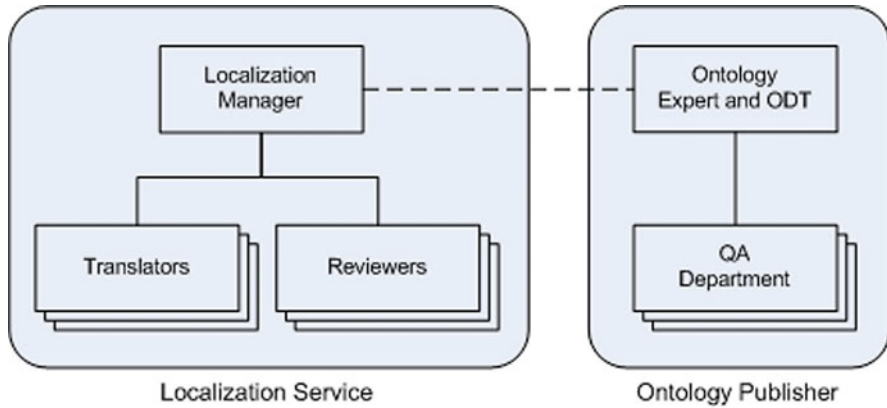 Localization
Manager
Ontology
Expert and ODT
Translators
Reviewers
QA
Department
Localization Service
Ontology Publisher